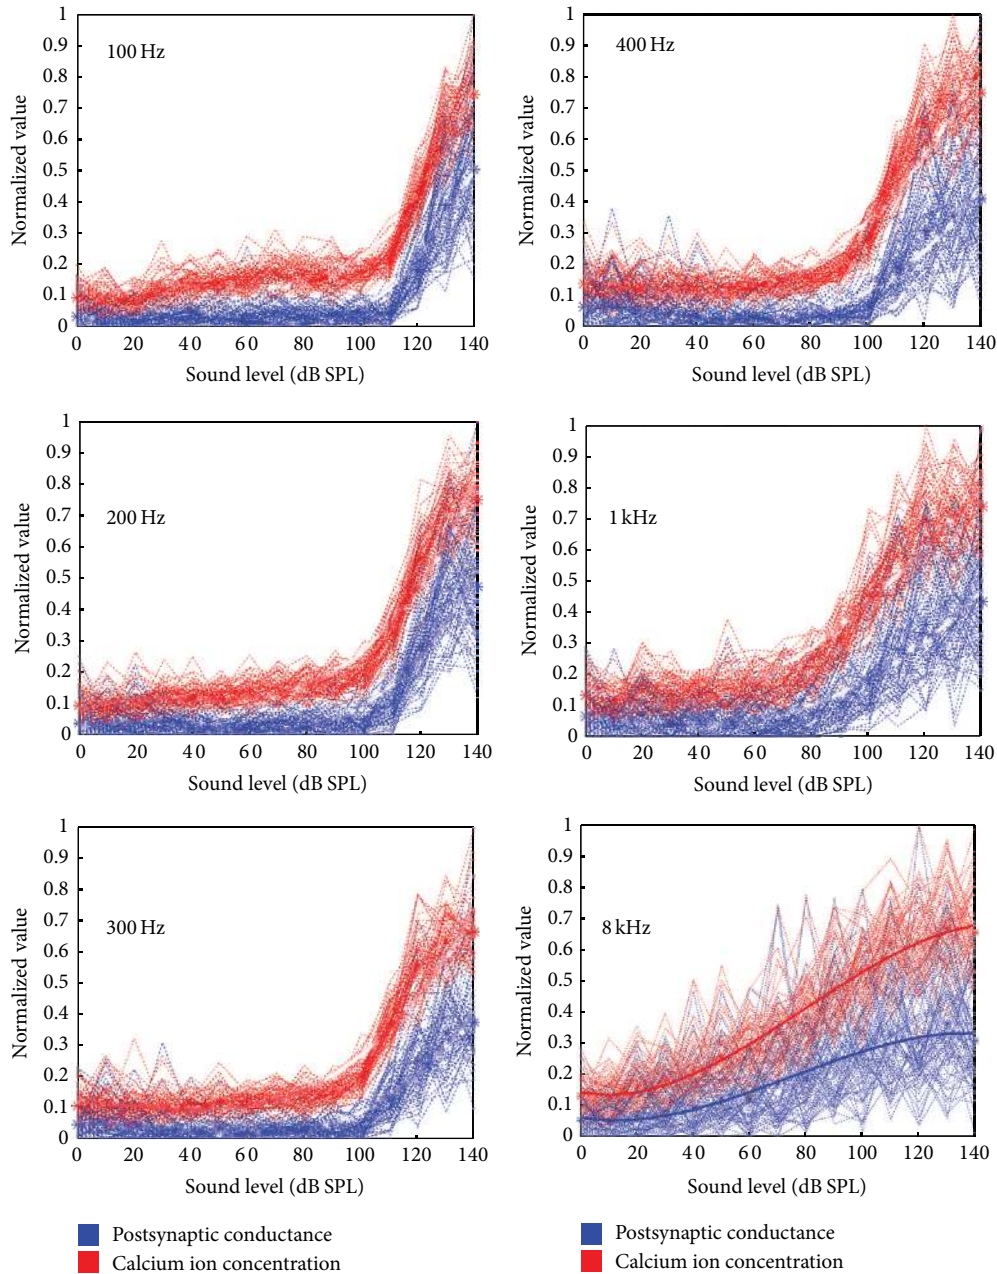 1
0.9
0.8
0.7
0.6
0.5
0.4
0.3
0.2
0.1
0
100 Hz
Normalized value
0 20 40 60 80 100 120 140
Sound level (dB SPL)
1
0.9
0.8
0.7
0.6
0.5
0.4
0.3
0.2
0.1
0
400 Hz
Normalized value
0 20 40 60 80 100 120 140
Sound level (dB SPL)
1
0.9
0.8
0.7
0.6
0.5
0.4
0.3
0.2
0.1
0
200 Hz
Normalized value
0 20 40 60 80 100 120 140
Sound level (dB SPL)
1
0.9
0.8
0.7
0.6
0.5
0.4
0.3
0.2
0.1
0
1 kHz
Normalized value
0 20 40 60 80 100 120 140
Sound level (dB SPL)
1
0.9
0.8
0.7
0.6
0.5
0.4
0.3
0.2
0.1
0
300 Hz
Normalized value
0 20 40 60 80 100 120 140
Sound level (dB SPL)
1
0.9
0.8
0.7
0.6
0.5
0.4
0.3
0.2
0.1
0
8 kHz
Normalized value
0 20 40 60 80 100 120 140
Sound level (dB SPL)
Postsynaptic conductance
Calcium ion concentration
Postsynaptic conductance
Calcium ion concentration